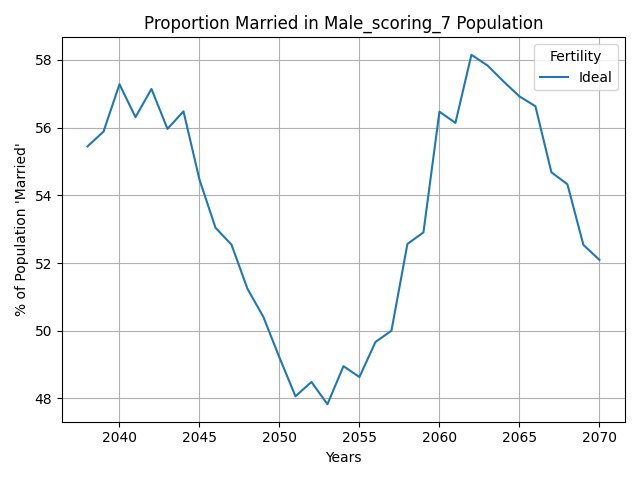 Proportion Married in Male_scoring_7 Population
Fertility
Ideal
% of Population 'Married'
58
56
54
52
50
48
2040
2045
2050
2055
2060
2065
2070
Years